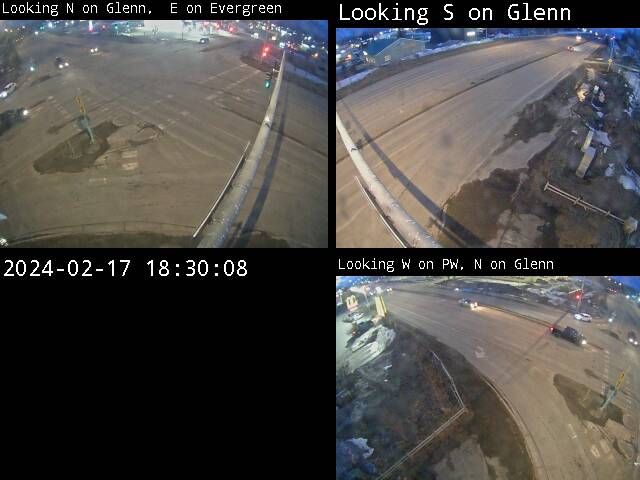 Looking N on Glenn, E on Evergreen
Looking S on Glenn
2024-02-17 18:30:08
Looking W on PW, N on Glenn